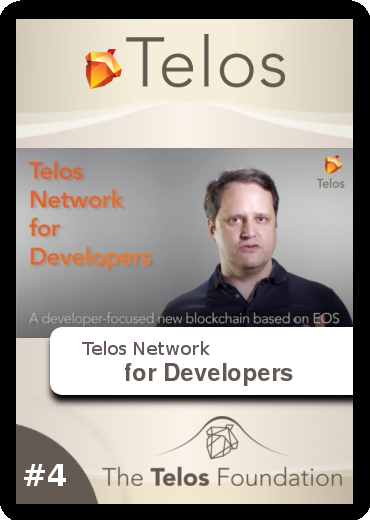 Telos
Telos
Network
for
Developers
Telos
A developer-focused new blockchain based on EOS
Telos Network
for Developers
#4
The Telos Foundation